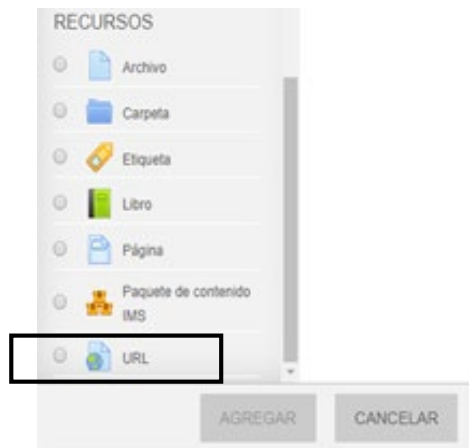 RECURSOS
Archivo
Carpeta
Etiqueta
Libro
Página
Paquete de contenido
IMS
URL
AGREGAR CANCELAR